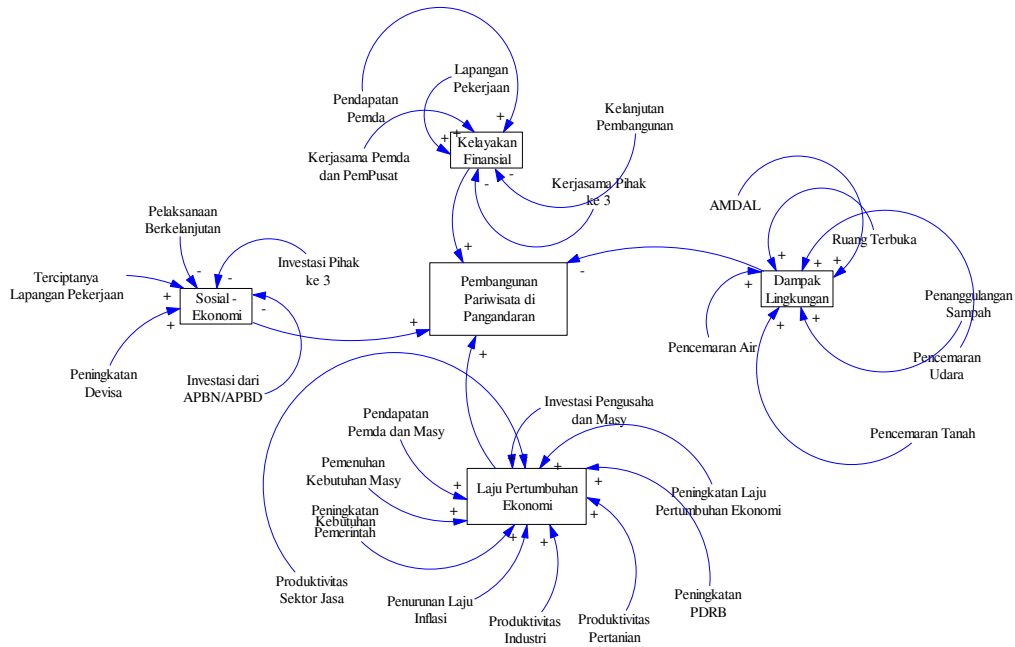 Lapangan
Pekerjaan
Pendapatan
Pemda
Kelanjutan
Pembangunan
+
+
+
Kelayakan
Finansial
Kerjasama Pemda
dan PemPusat
-
-
Kerjasama Pihak
ke 3
AMDAL
Ruang Terbuka
Pelaksanaan
Berkelanjutan
Investasi Pihak
ke 3
-
-
Terciptanya
Lapangan Pekerjaan
+
Sosial -
Ekonomi
-
+
Peningkatan
Devisa
Investasi dari
APBN/APBD
+
Pembangunan
Pariwisata di
Pangandaran
-
+
+
+
+
+
+
Dampak
Lingkungan
+
+
Penanggulangan
Sampah
Pencemaran Air
Pencemaran
Udara
Pencemaran Tanah
Pendapatan
Pemda dan Masy
Investasi Pengusaha
dan Masy
Pemenuhan
Kebutuhan Masy
Peningkatan
Kebutuhan
Pemerintah
+
+
+
+
+
Laju Pertumbuhan
Ekonomi
+
+
+
+
Peningkatan Laju
Pertumbuhan Ekonomi
Produktivitas
Sektor Jasa
Penurunan Laju
Inflasi
Produktivitas
Industri
Produktivitas
Pertanian
Peningkatan
PDRB